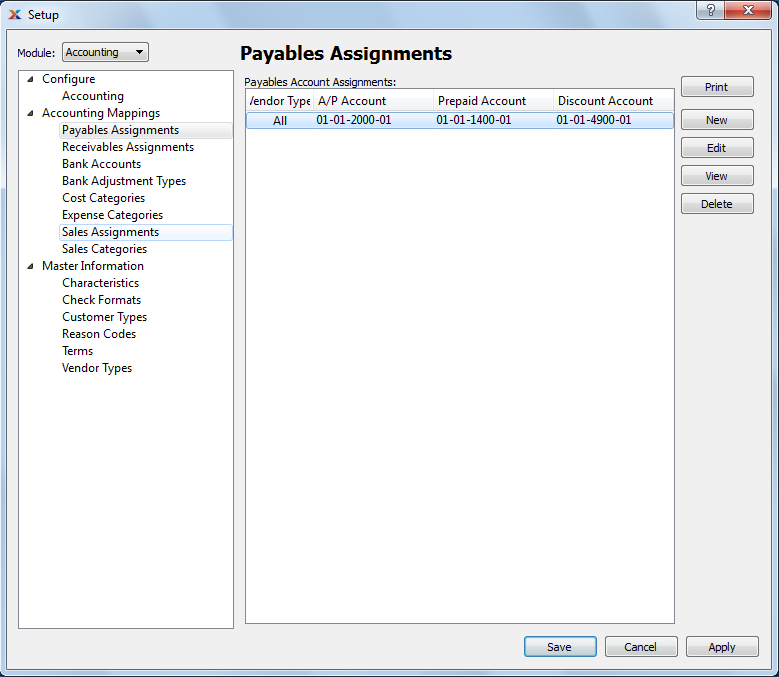 Setup
?
Module: Accounting
Configure
Accounting
Accounting Mappings
Payables Assignments
Receivables Assignments
Bank Accounts
Bank Adjustment Types
Cost Categories
Expense Categories
Sales Assignments
Sales Categories
Master Information
Characteristics
Check Formats
Customer Types
Reason Codes
Terms
Vendor Types
Payables Assignments
Payables Account Assignments:
Vendor Type A/P Account Prepaid Account Discount Account
All 01-01-2000-01 01-01-1400-01 01-01-4900-01
Print
New
Edit
View
Delete
Save Cancel Apply